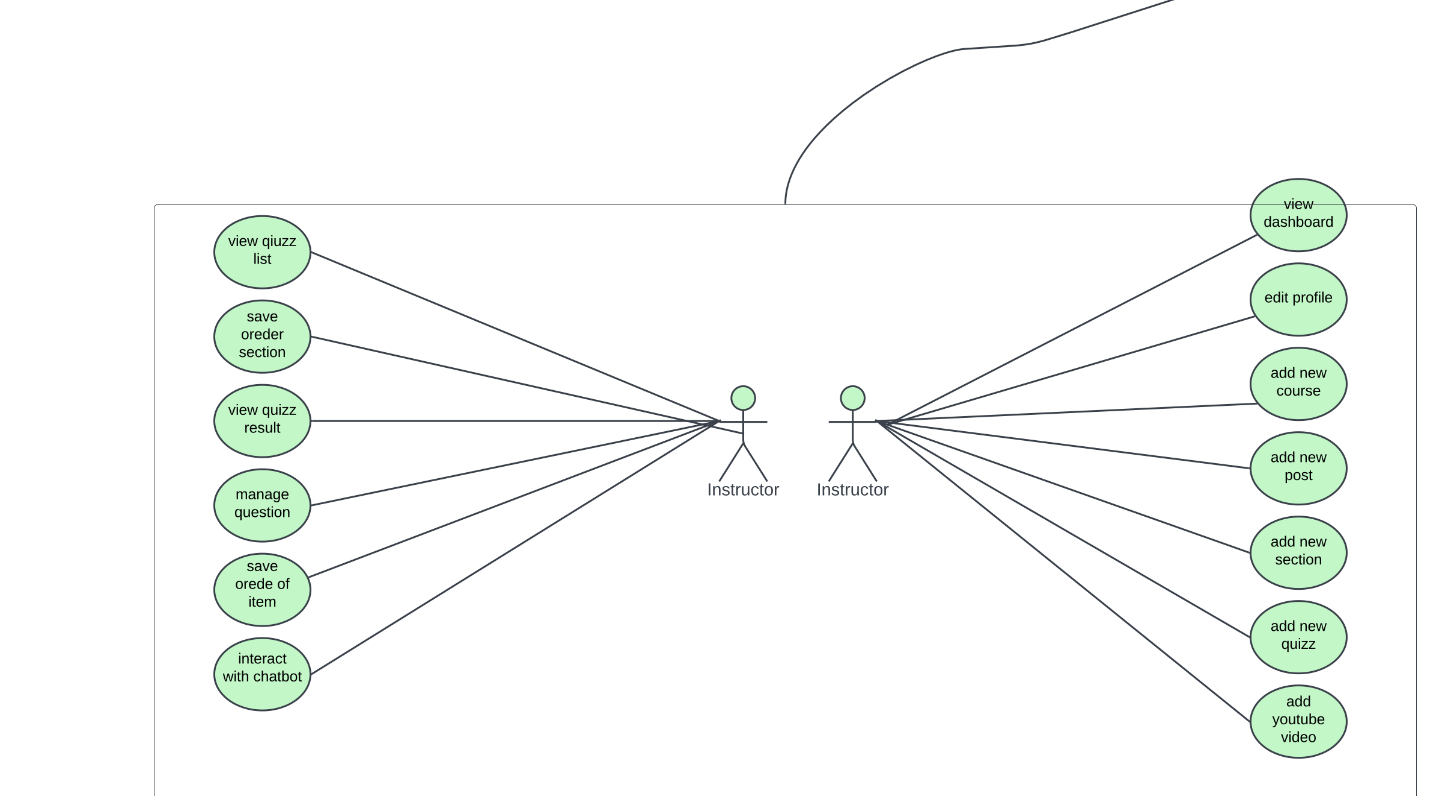 view qiuzz
list
save
oreder
section
view quizz
result
manage
question
save
orede of
item
interact
with chatbot
Instructor
Instructor
view
dashboard
edit profile
add new
course
add new
post
add new
section
add new
quizz
add
youtube
video